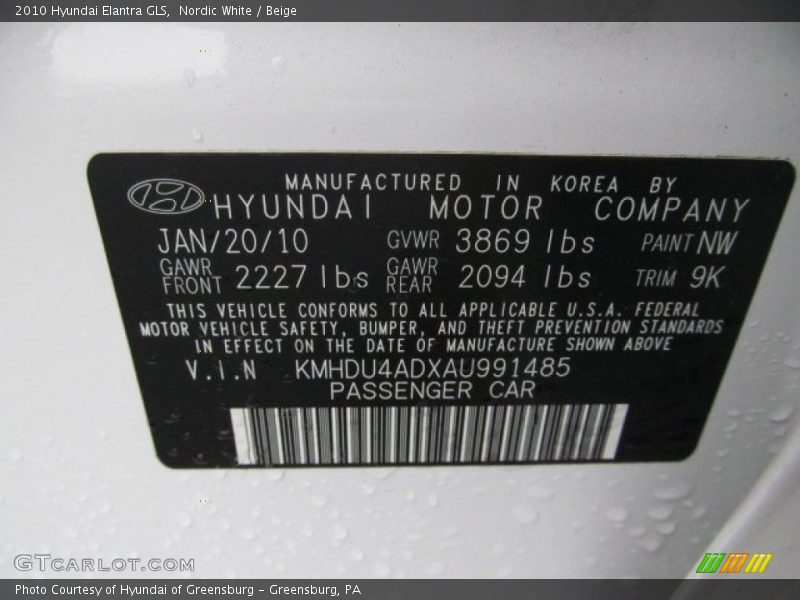 2010 Hyundai Elantra GLS, Nordic White / Beige
MANUFACTURED IN KOREA BY
HYUNDAI MOTOR COMPANY
JAN/20/10 GVWR 3869 lbs PAINT NW
GAWR FRONT 2227 lbs GAWR REAR 2094 lbs TRIM 9K
THIS VEHICLE CONFORMS TO ALL APPLICABLE U.S.A. FEDERAL
MOTOR VEHICLE SAFETY, BUMPER, AND THEFT PREVENTION STANDARDS
IN EFFECT ON THE DATE OF MANUFACTURE SHOWN ABOVE
V.I.N KMHDU4ADXAU991485
PASSENGER CAR
GTCARLOT.COM
Photo Courtesy of Hyundai of Greensburg - Greensburg, PA